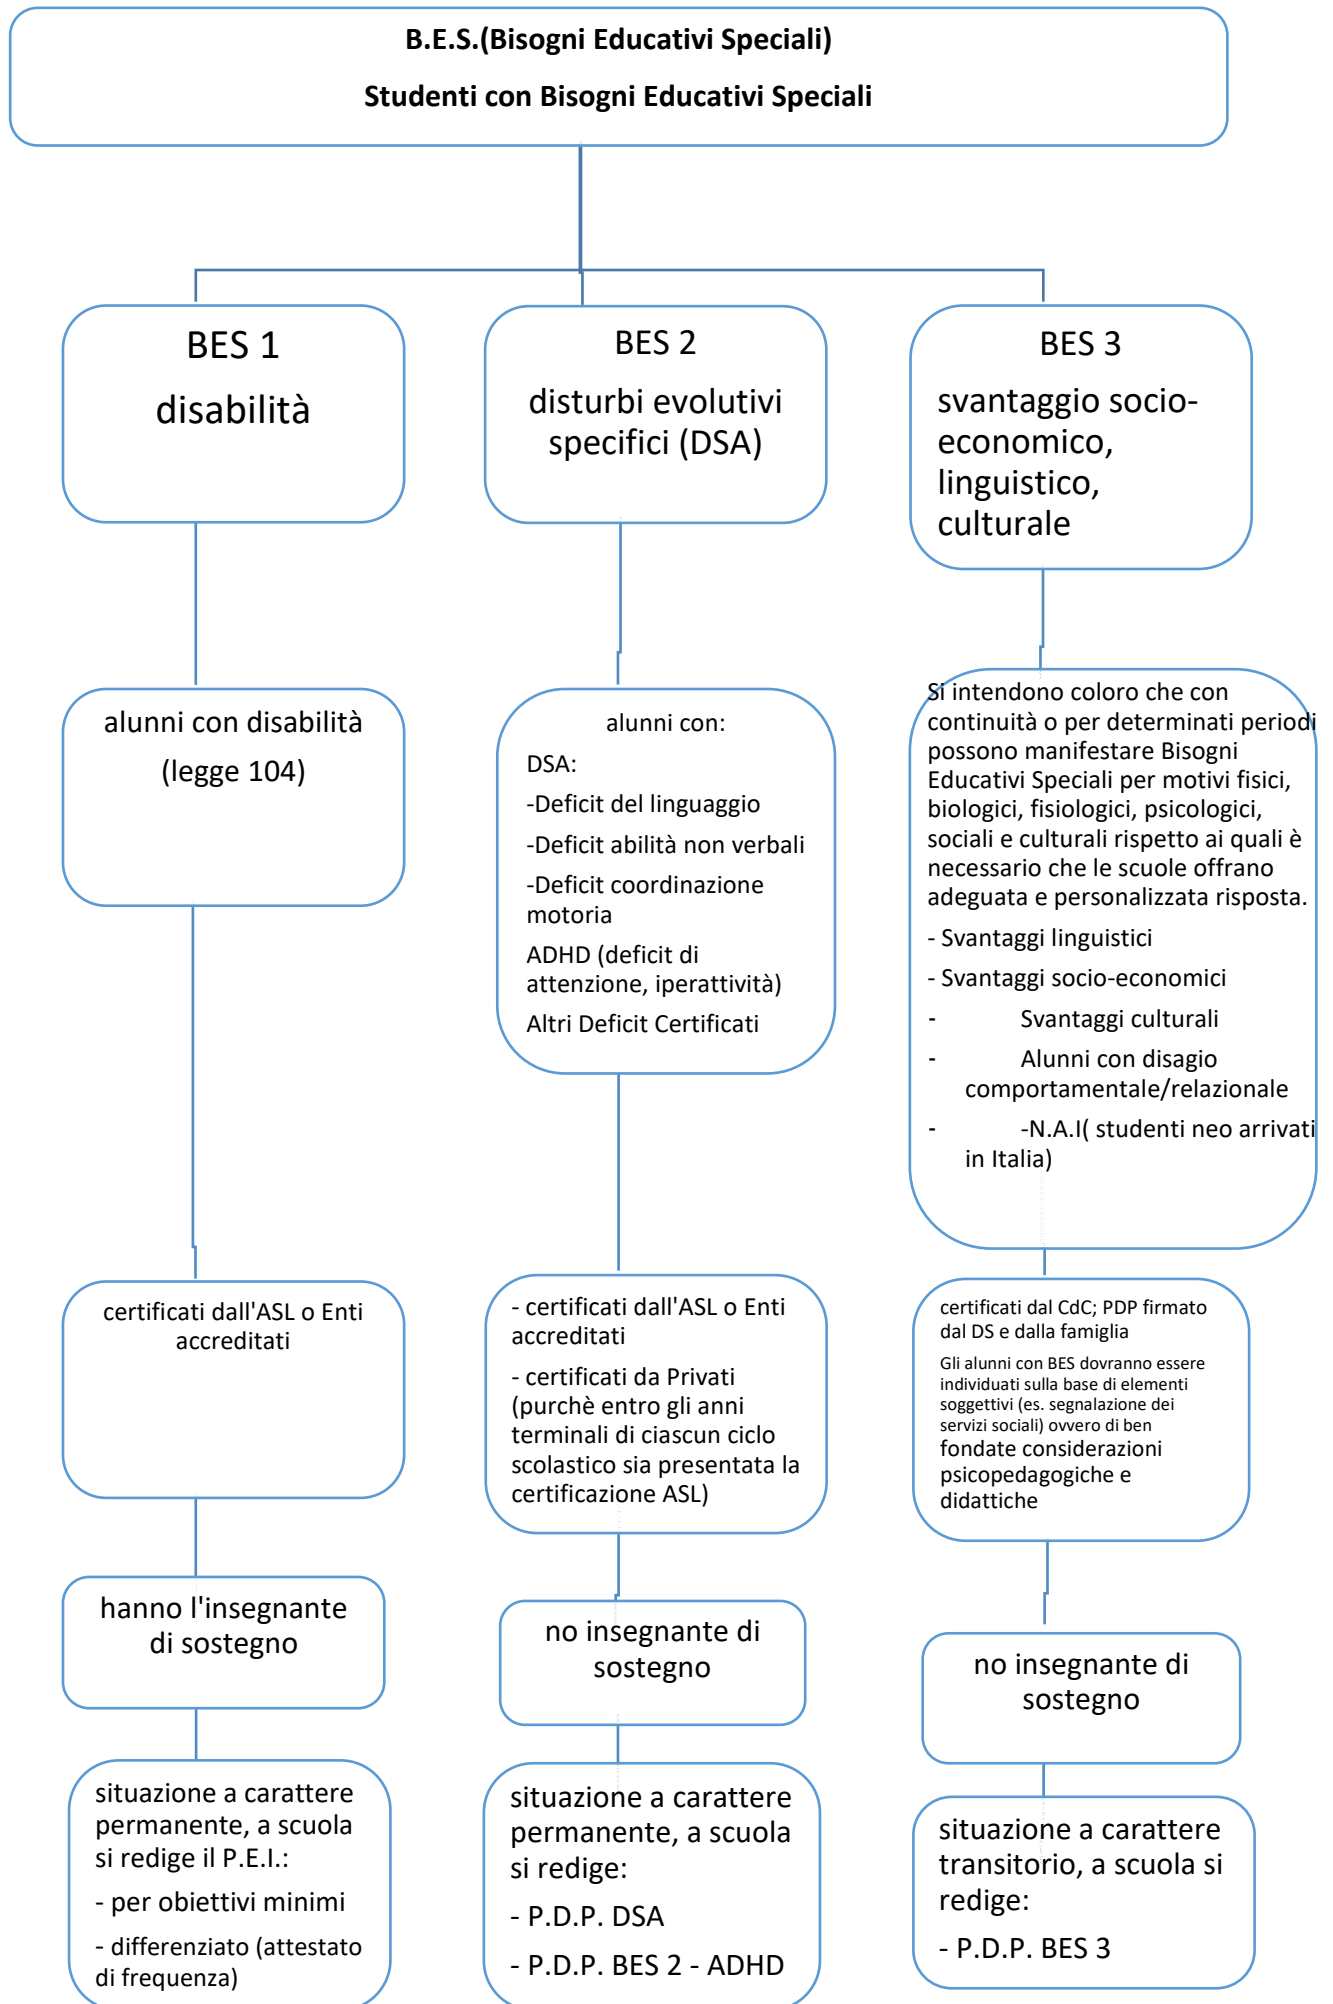 B.E.S.(Bisogni Educativi Speciali)
Studenti con Bisogni Educativi Speciali
BES 1
disabilità
BES 2
disturbi evolutivi
specifici (DSA)
BES 3
svantaggio socio-
economico,
linguistico,
culturale
alunni con disabilità
(legge 104)
alunni con:
DSA:
-Deficit del linguaggio
-Deficit abilità non verbali
-Deficit coordinazione
motoria
ADHD (deficit di
attenzione, iperattività)
Altri Deficit Certificati
Si intendono coloro che con
continuità o per determinati periodi
possono manifestare Bisogni
Educativi Speciali per motivi fisici,
biologici, fisiologici, psicologici,
sociali e culturali rispetto ai quali è
necessario che le scuole offrano
adeguata e personalizzata risposta.
- Svantaggi linguistici
- Svantaggi socio-economici
- Svantaggi culturali
- Alunni con disagio
comportamentale/relazionale
- -N.A.I( studenti neo arrivati
in Italia)
certificati dall'ASL o Enti
accreditati
- certificati dall'ASL o Enti
accreditati
- certificati da Privati
(purchè entro gli anni
terminali di ciascun ciclo
scolastico sia presentata la
certificazione ASL)
certificati dal CdC; PDP firmato
dal DS e dalla famiglia
Gli alunni con BES dovranno essere
individuati sulla base di elementi
soggettivi (es. segnalazione dei
servizi sociali) ovvero di ben
fondate considerazioni
psicopedagogiche e
didattiche
hanno l'insegnante
di sostegno
no insegnante di
sostegno
no insegnante di
sostegno
situazione a carattere
permanente, a scuola
si redige il P.E.I.:
- per obiettivi minimi
- differenziato (attestato
di frequenza)
situazione a carattere
permanente, a scuola
si redige:
- P.D.P. DSA
- P.D.P. BES 2 - ADHD
situazione a carattere
transitorio, a scuola si
redige:
- P.D.P. BES 3